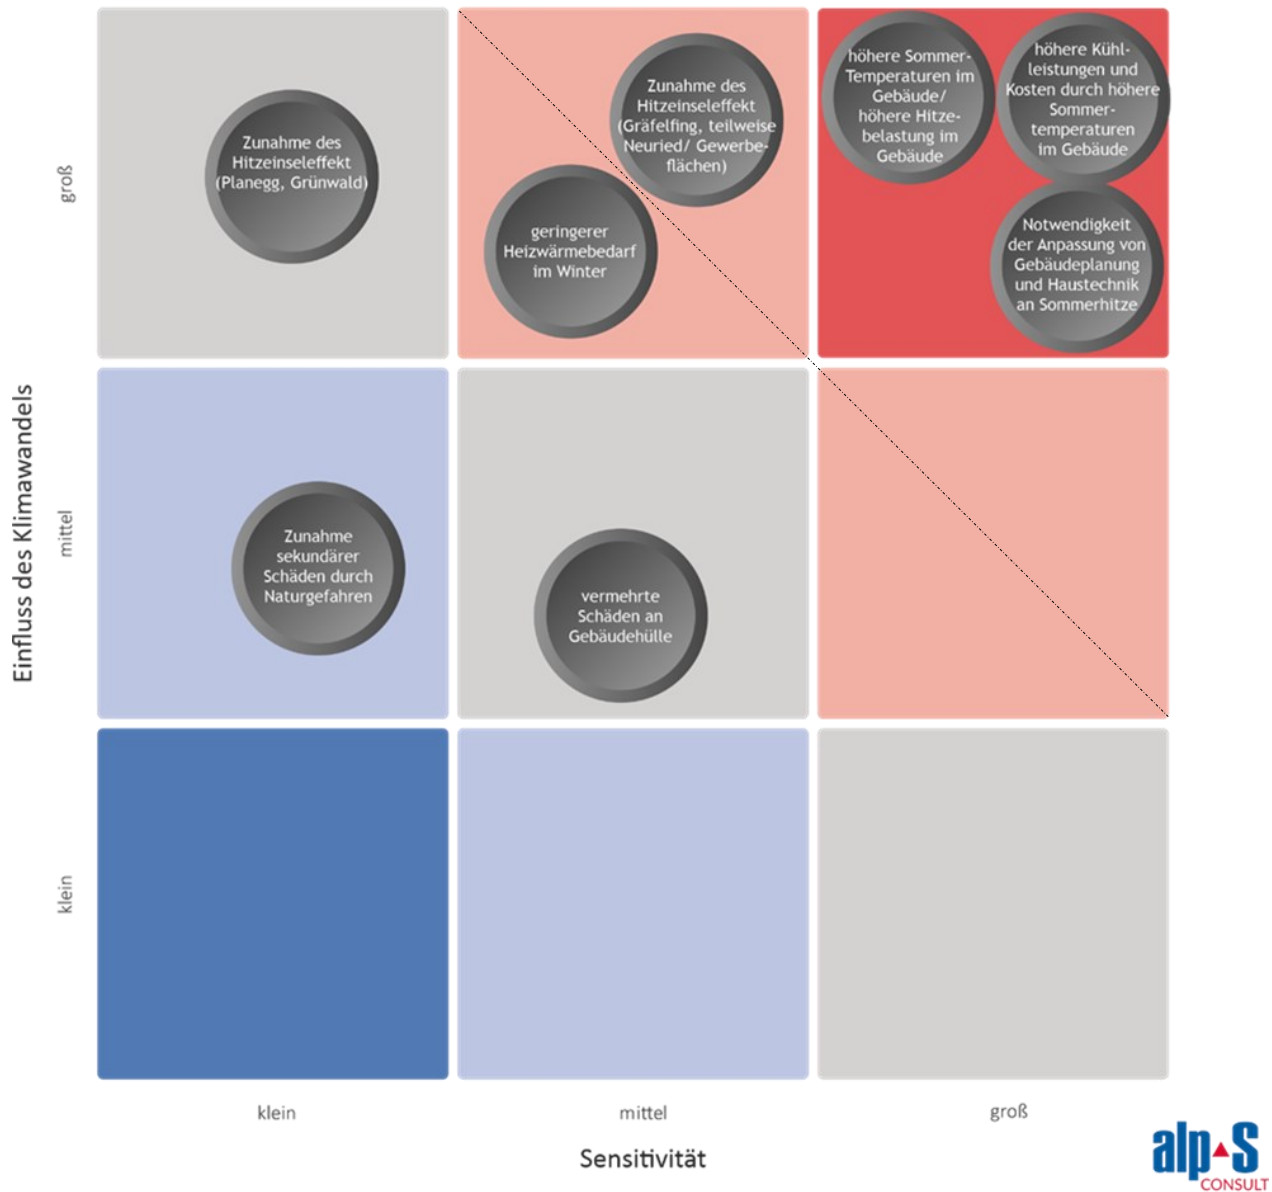 Einfluss des Klimawandels
groß
Zunahme des
Hitzeinseleffekt
(Planegg, Grünwald)
geringerer
Heizwärmebedarf
im Winter
Zunahme des
Hitzeinseleffekt
(Gräfelfing, teilweise
Neuried/ Gewerbe-
flächen)
höhere Sommer-
Temperaturen im
Gebäude/
höhere Hitze-
belastung im
Gebäude
höhere Kühl-
leistungen und
Kosten durch höhere
Sommer-
temperaturen
im Gebäude
Notwendigkeit
der Anpassung von
Gebäudeplanung
und Haustechnik
an Sommerhitze
mittel
Zunahme
sekundärer
Schäden durch
Naturgefahren
vermehrte
Schäden an
Gebäudehülle
klein
klein
mittel
groß
Sensitivität
alpS
CONSULT